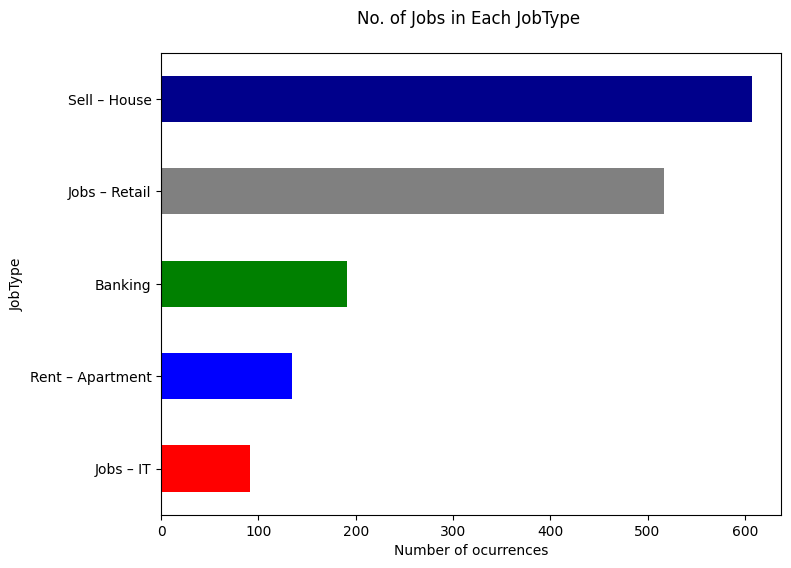 No. of Jobs in Each JobType
Sell – House
Jobs – Retail
Banking
Rent – Apartment
Jobs – IT
JobType
0 100 200 300 400 500 600
Number of ocurrences